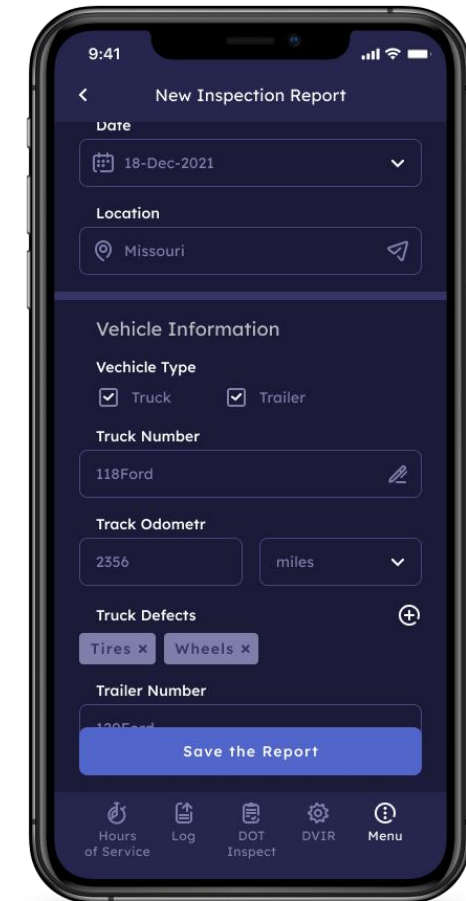 9:41
New Inspection Report
Date
18-Dec-2021
Location
Missouri
Vehicle Information
Vechicle Type
Truck Trailer
Truck Number
118Ford
Track Odometr
2356 miles
Truck Defects
Tires × Wheels ×
Trailer Number
Save the Report
Hours Log DOT DVIR Menu
of Service Inspect